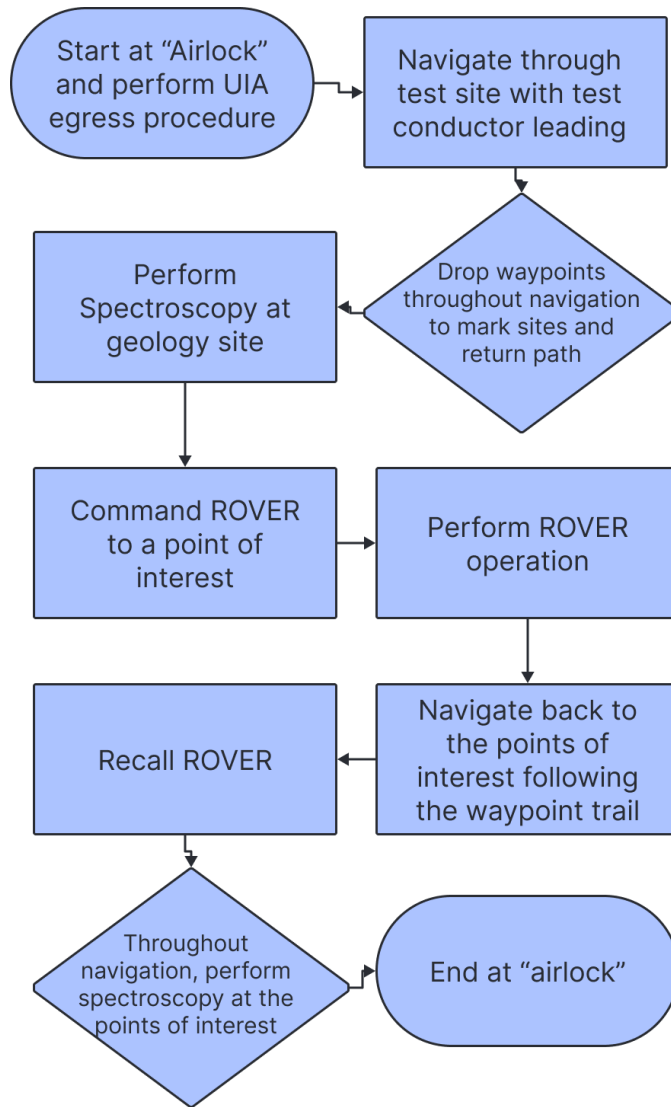 Start at “Airlock”
and perform UIA
egress procedure
Navigate through
test site with test
conductor leading
Drop waypoints
throughout navigation
to mark sites and
return path
Perform
Spectroscopy at
geology site
Command ROVER
to a point of
interest
Perform ROVER
operation
Navigate back to
the points of
interest following
the waypoint trail
Recall ROVER
Throughout
navigation, perform
spectroscopy at the
points of interest
End at “airlock”